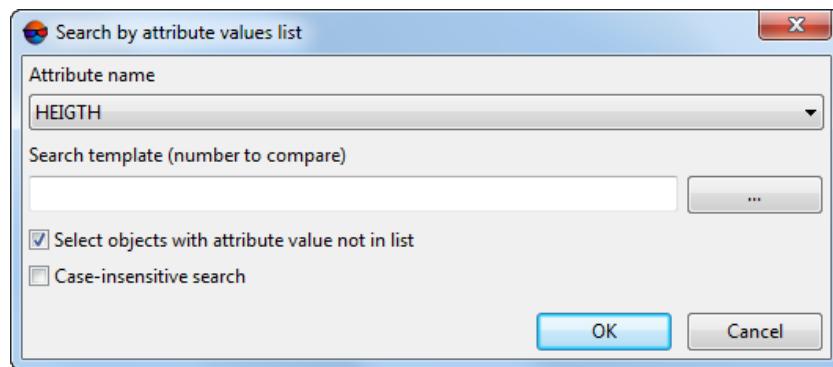 Search by attribute values list
Attribute name
HEIGTH
Search template (number to compare)
...
Select objects with attribute value not in list
Case-insensitive search
OK Cancel